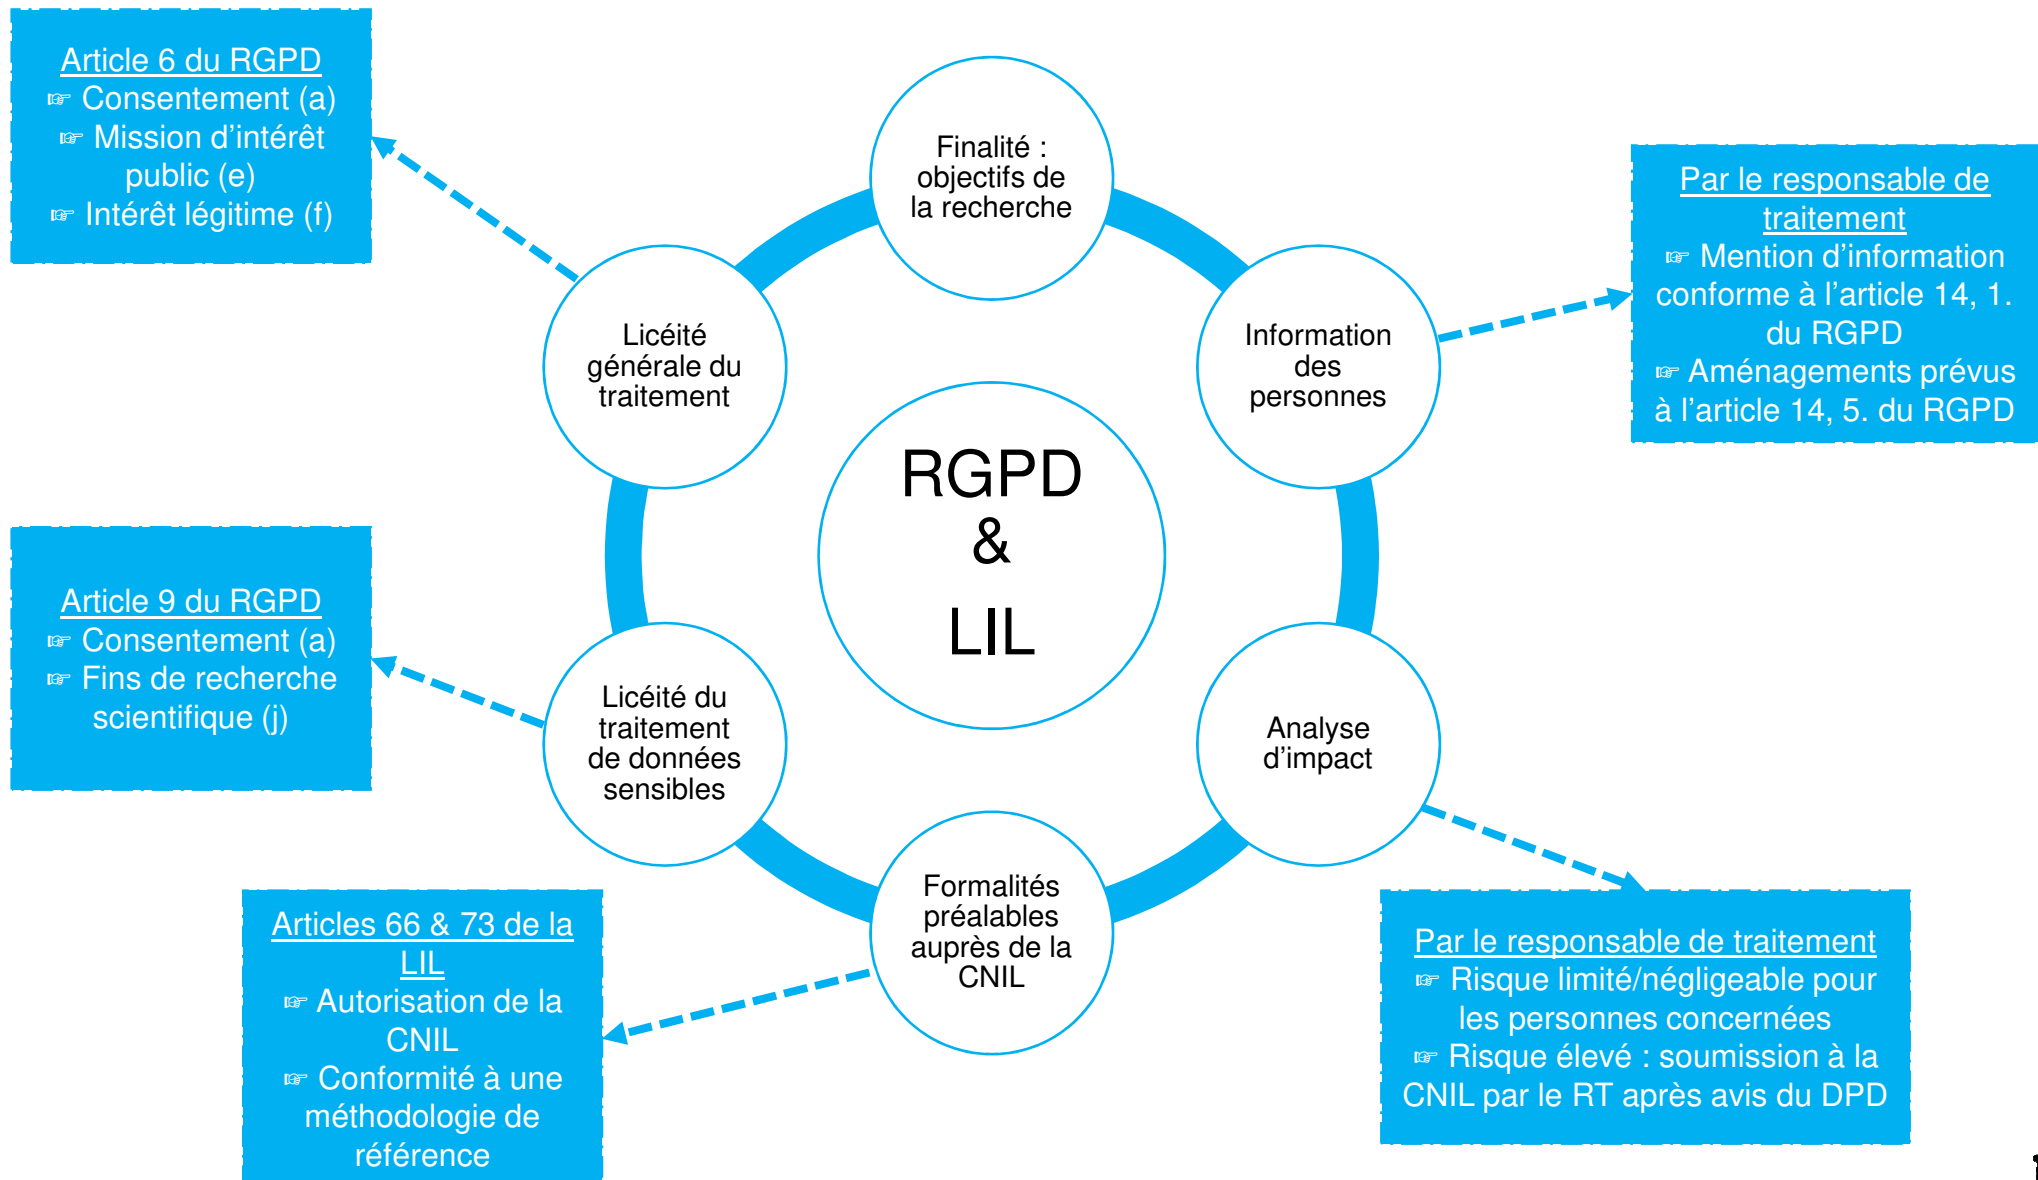 Article 6 du RGPD
☞ Consentement (a)
☞ Mission d’intérêt
public (e)
☞ Intérêt légitime (f)
Finalité :
objectifs de
la recherche
Par le responsable de
traitement
☞ Mention d’information
conforme à l’article 14, 1.
du RGPD
☞ Aménagements prévus
à l’article 14, 5. du RGPD
Licéité
générale du
traitement
Information
des
personnes
RGPD
&
LIL
Article 9 du RGPD
☞ Consentement (a)
☞ Fins de recherche
scientifique (j)
Licéité du
traitement
de données
sensibles
Analyse
d’impact
Formalités
préalables
auprès de la
CNIL
Articles 66 & 73 de la
LIL
☞ Autorisation de la
CNIL
☞ Conformité à une
méthodologie de
référence
Par le responsable de traitement
☞ Risque limité/négligeable pour
les personnes concernées
☞ Risque élevé : soumission à la
CNIL par le RT après avis du DPD